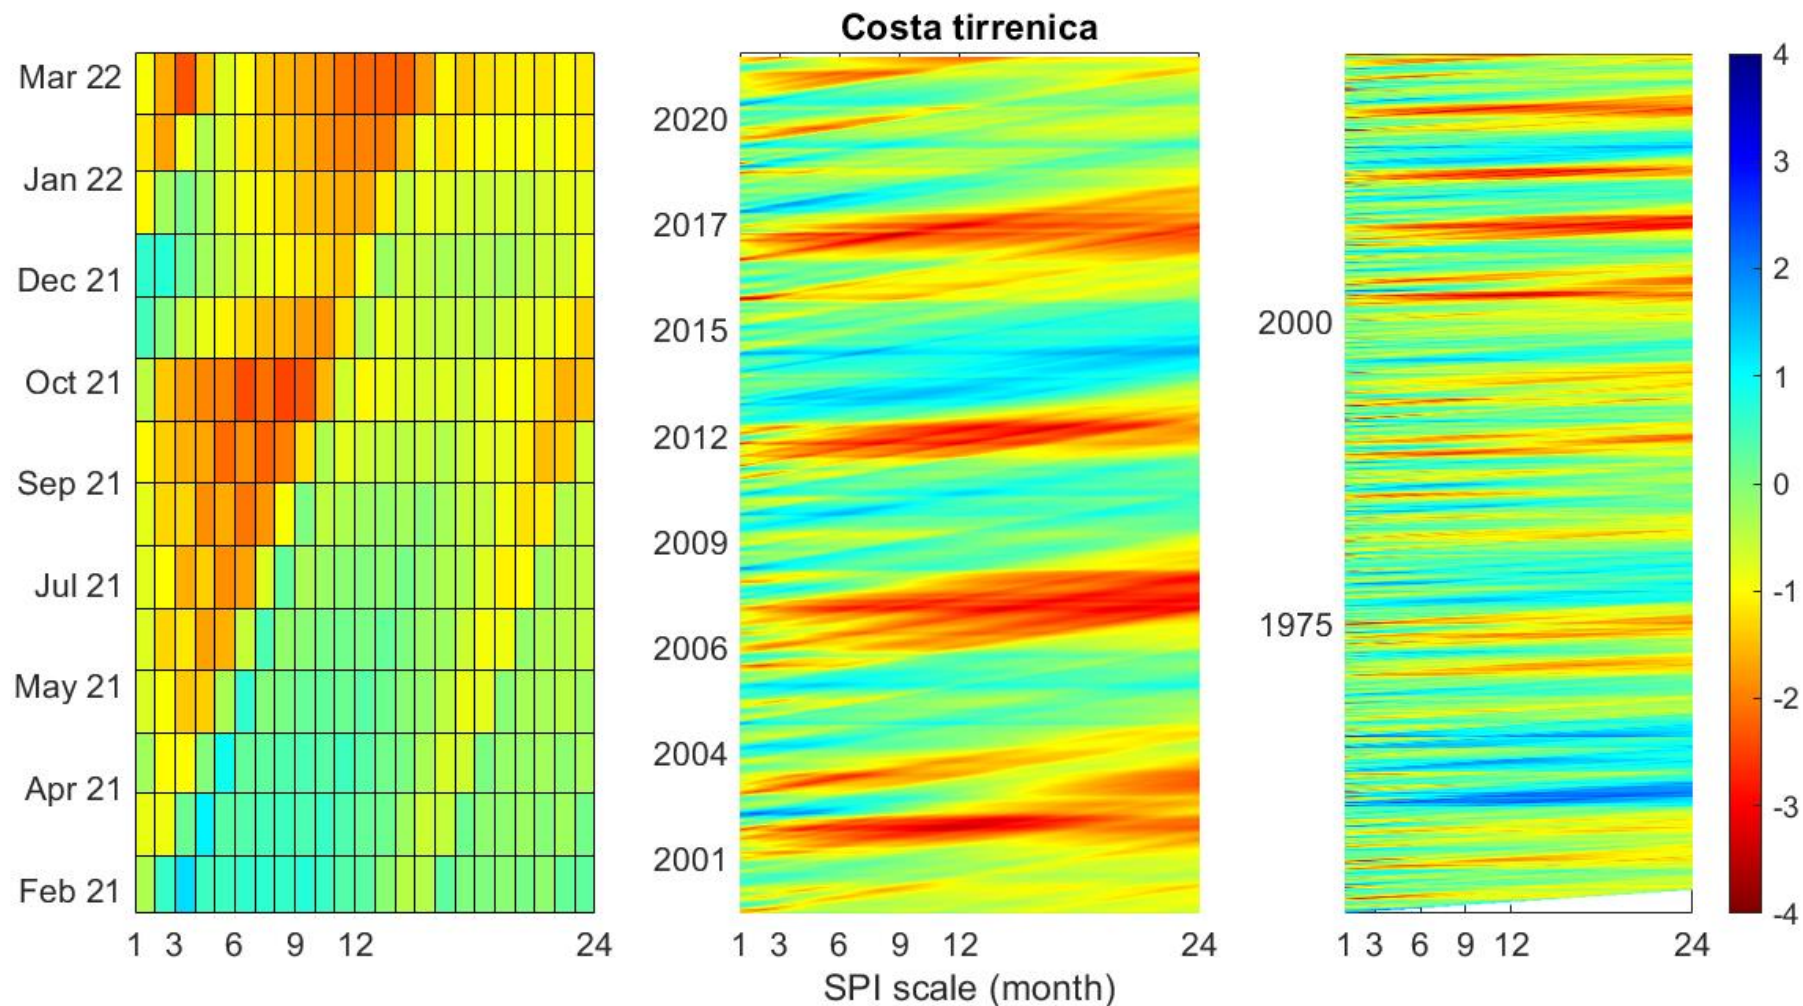 Costa tirrenica
Mar 22
Jan 22
Dec 21
Oct 21
Sep 21
Jul 21
May 21
Apr 21
Feb 21
1 3 6 9 12 24
2020
2017
2015
2012
2009
2006
2004
2001
1 3 6 9 12 24
SPI scale (month)
2000
1975
1 3 6 9 12 24
4
3
2
1
0
-1
-2
-3
-4